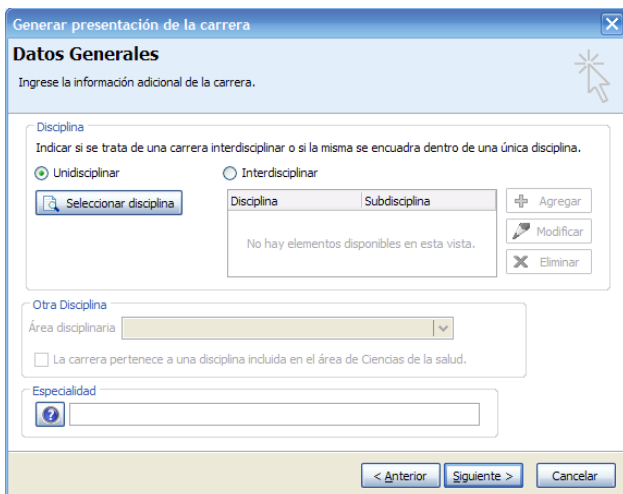 Generar presentación de la carrera
Datos Generales
Ingrese la información adicional de la carrera.
Disciplina
Indicar si se trata de una carrera interdisciplinar o si la misma se encuadra dentro de una única disciplina.
Unidisciplinar
Interdisciplinar
Seleccionar disciplina
Disciplina Subdisciplina
No hay elementos disponibles en esta vista.
Agregar
Modificar
Eliminar
Otra Disciplina
Área disciplinaria
La carrera pertenece a una disciplina incluida en el área de Ciencias de la salud.
Especialidad
?
< Anterior Siguiente > Cancelar